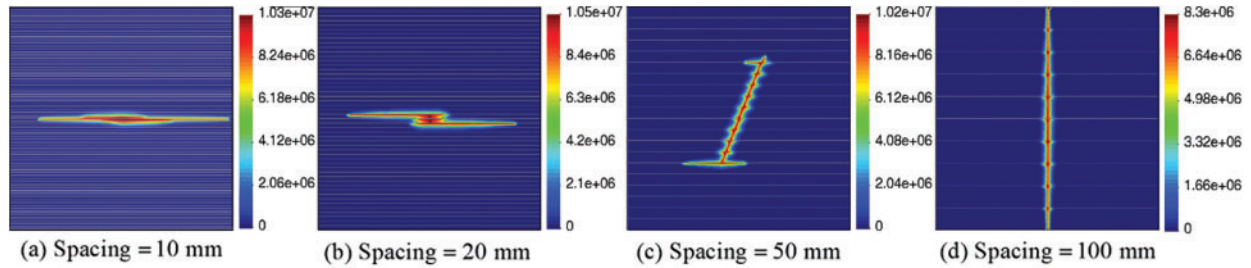 1.03e+07
8.24e+06
6.18e+06
4.12e+06
2.06e+06
0
(a) Spacing = 10 mm
1.05e+07
8.4e+06
6.3e+06
4.2e+06
2.1e+06
0
(b) Spacing = 20 mm
1.02e+07
8.16e+06
6.12e+06
4.08e+06
2.04e+06
0
(c) Spacing = 50 mm
8.3e+06
6.64e+06
4.98e+06
3.32e+06
1.66e+06
0
(d) Spacing = 100 mm